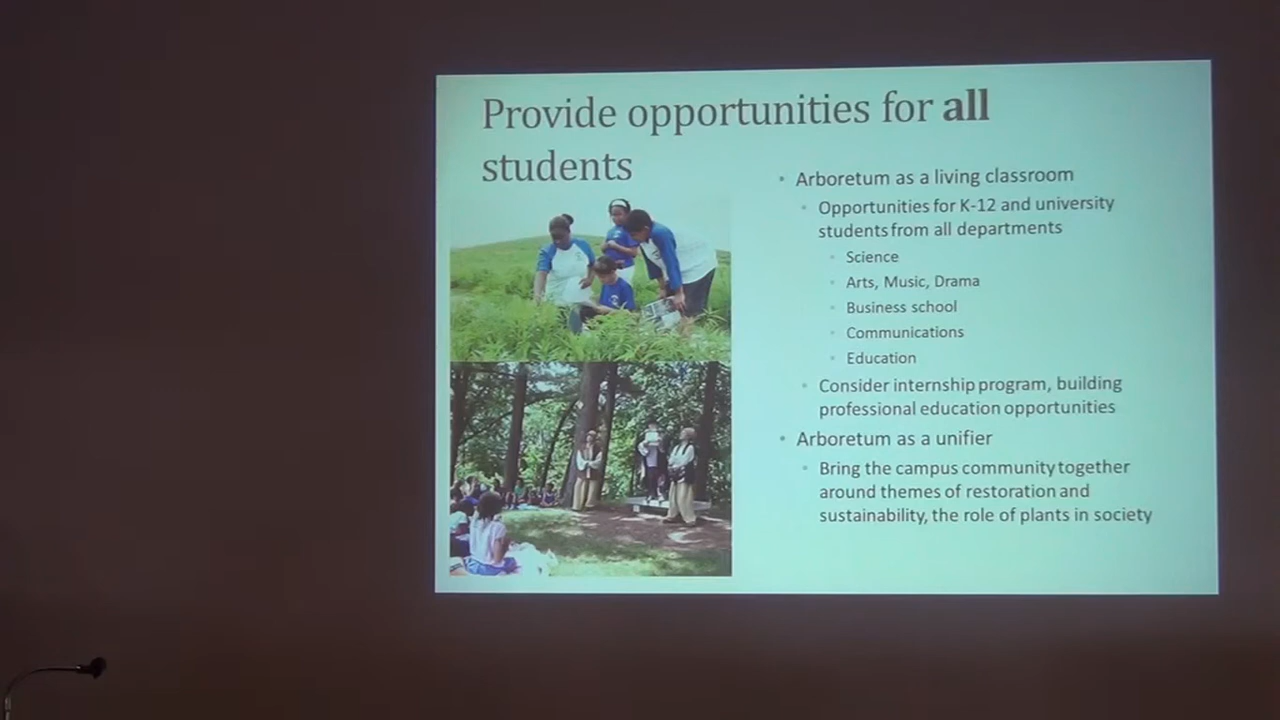 Provide opportunities for all
students
• Arboretum as a living classroom
• Opportunities for K-12 and university
students from all departments
• Science
• Arts, Music, Drama
• Business school
• Communications
• Education
• Consider internship program, building
professional education opportunities
• Arboretum as a unifier
• Bring the campus community together
around themes of restoration and
sustainability, the role of plants in society